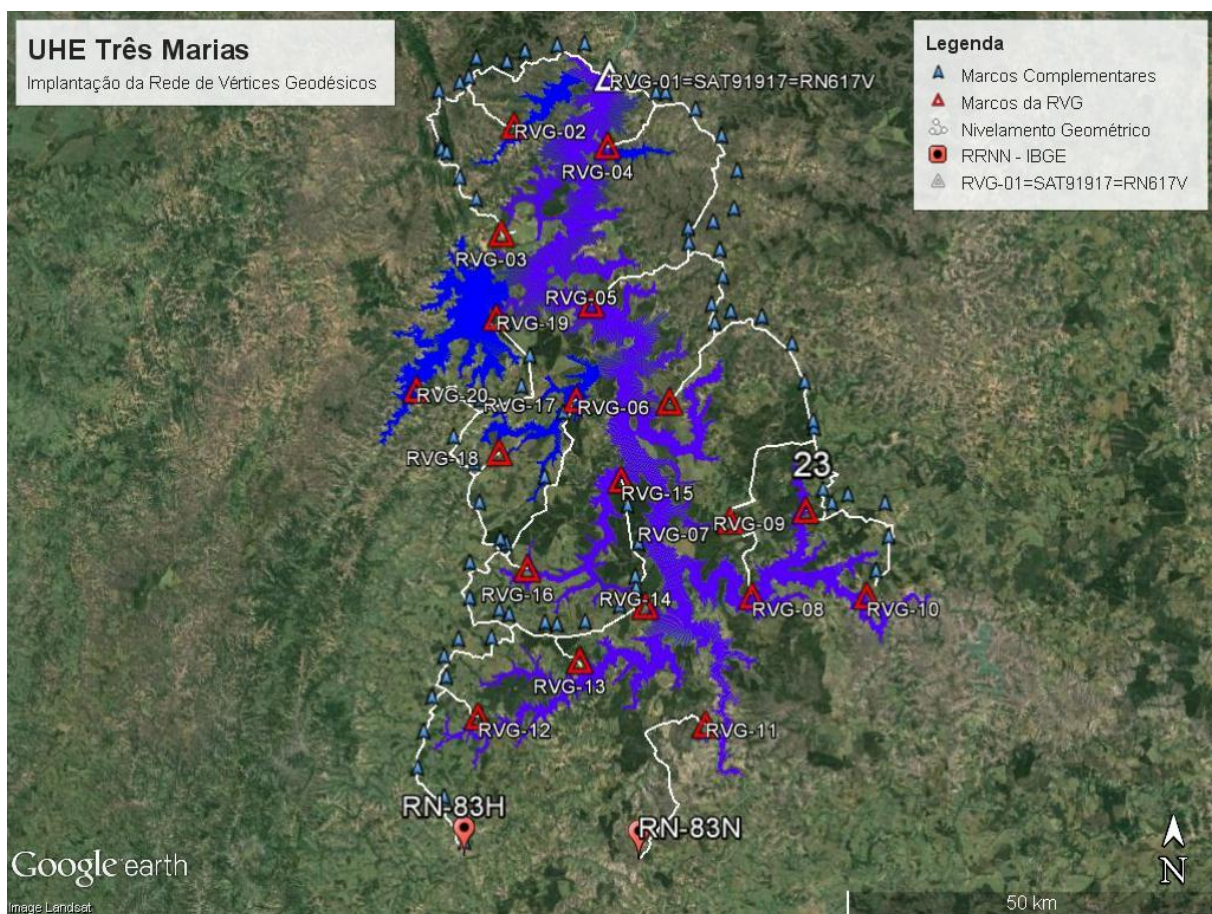 UHE Três Marias
Implantação da Rede de Vértices Geodésicos
Legenda
Marcos Complementares
Marcos da RVG
Nivelamento Geométrico
RRNN - IBGE
RVG-01=SAT91917=RN617V
RVG-01=SAT91917=RN617V
RVG-02
RVG-04
RVG-03
RVG-05
RVG-19
RVG-20
RVG-17
RVG-06
RVG-18
23
RVG-15
RVG-09
RVG-07
RVG-16
RVG-14
RVG-08
RVG-10
RVG-13
RVG-12
RVG-11
RN-83H
RN-83N
Google earth
N
Image Landsat
50 km